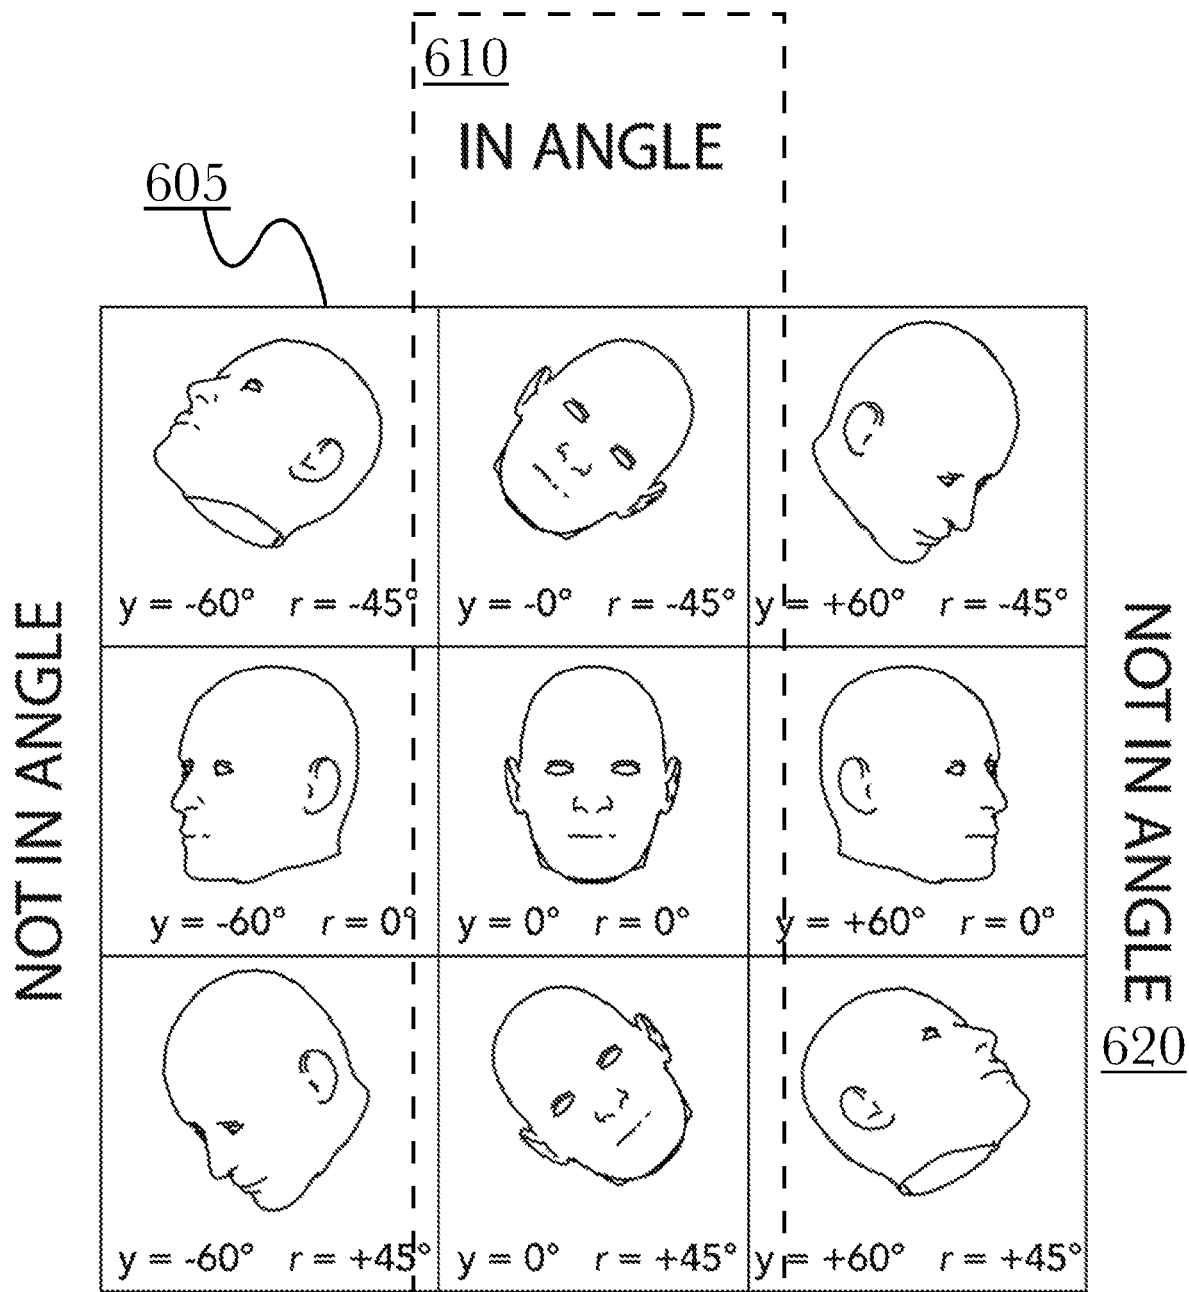 610
IN ANGLE
605
y = -60° r = -45°
y = -0° r = -45°
y = +60° r = -45°
NOT IN ANGLE
NOT IN ANGLE
y = -60° r = 0°
y = 0° r = 0°
y = +60° r = 0°
620
y = -60° r = +45°
y = 0° r = +45°
y = +60° r = +45°